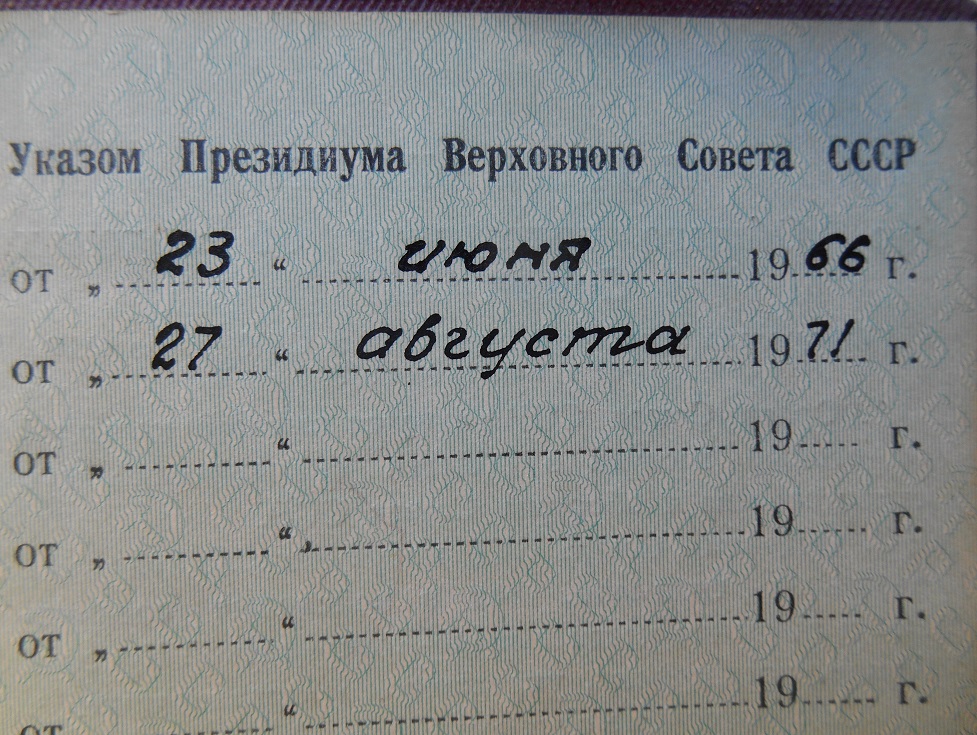 Указом Президиума Верховного Совета СССР
от „ 23 “ июня 1966 г.
от „ 27 “ августа 1971 г.
от „ “ 19 г.
от „ “ 19 г.
от „ “ 19 г.
от “ 19 г.